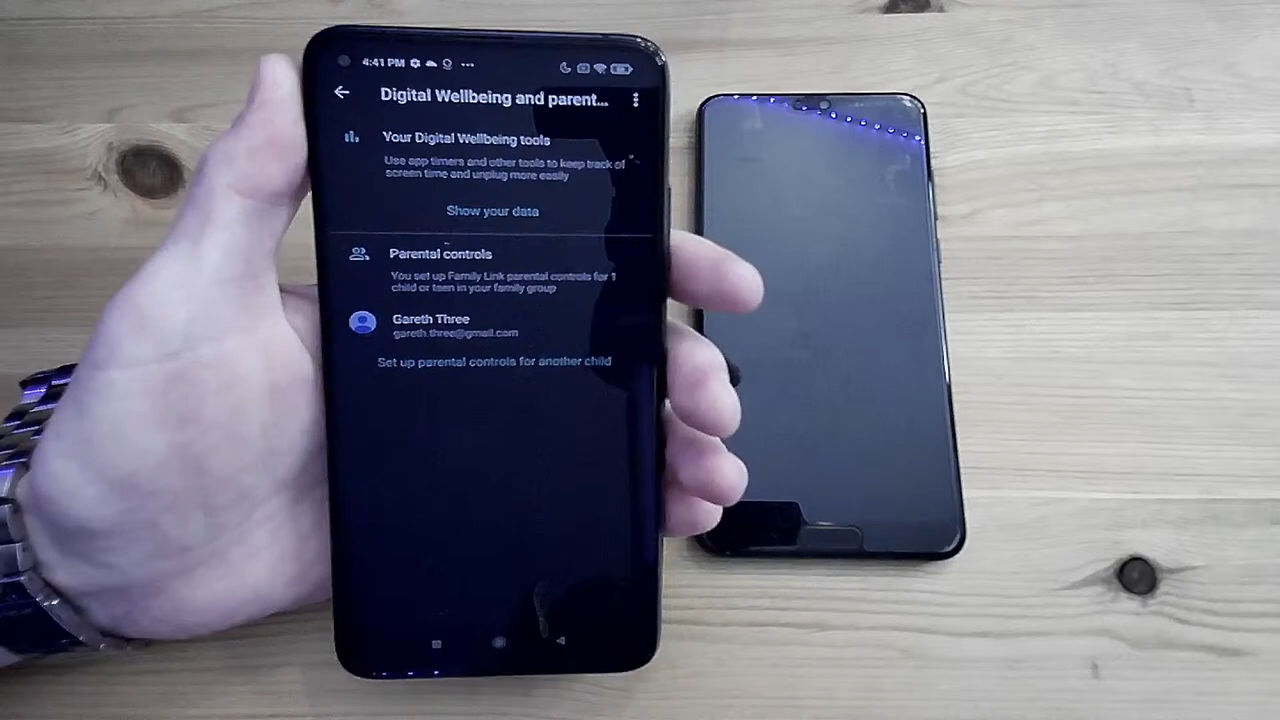 4:41 PM
Digital Wellbeing and parent...
Your Digital Wellbeing tools
Use app timers and other tools to keep track of
screen time and unplug more easily
Show your data
Parental controls
You set up Family Link parental controls for 1
child or teen in your family group
Gareth Three
gareth.three@gmail.com
Set up parental controls for another child